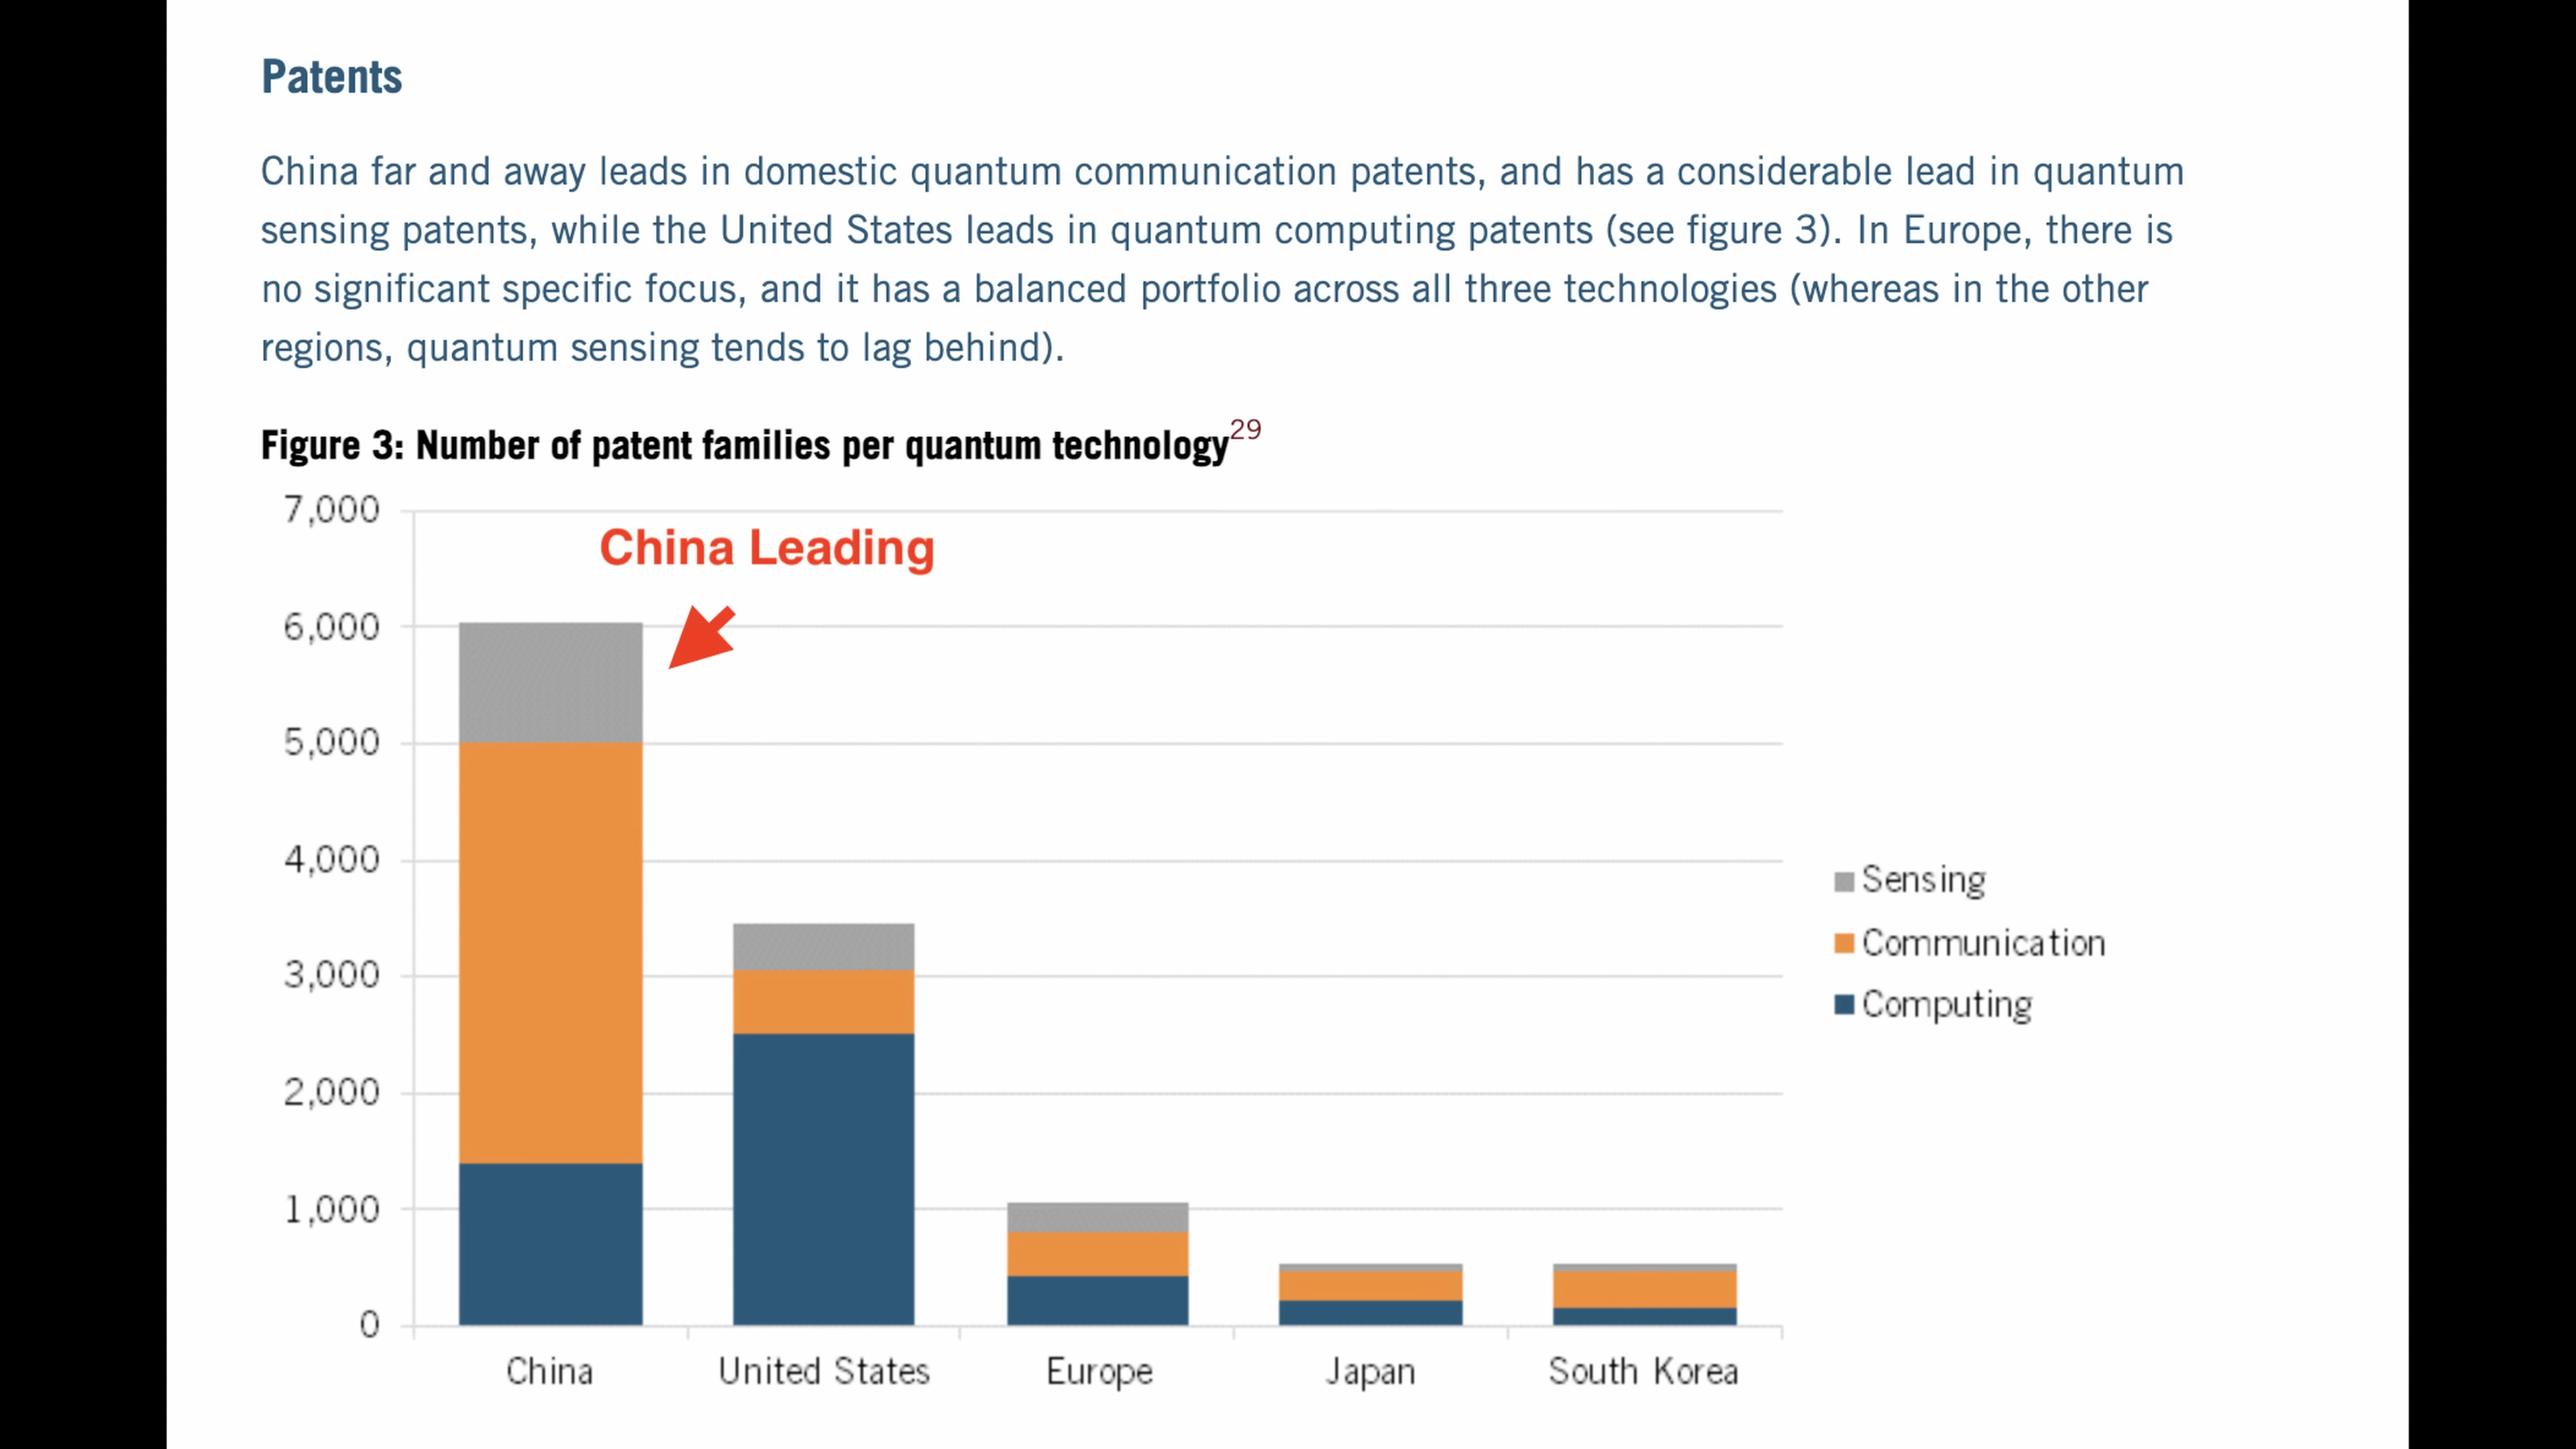 Patents
China far and away leads in domestic quantum communication patents, and has a considerable lead in quantum
sensing patents, while the United States leads in quantum computing patents (see figure 3). In Europe, there is
no significant specific focus, and it has a balanced portfolio across all three technologies (whereas in the other
regions, quantum sensing tends to lag behind).
Figure 3: Number of patent families per quantum technology29
7,000
China Leading
6,000
5,000
4,000
3,000
2,000
1,000
0
Sensing
Communication
Computing
China United States Europe Japan South Korea